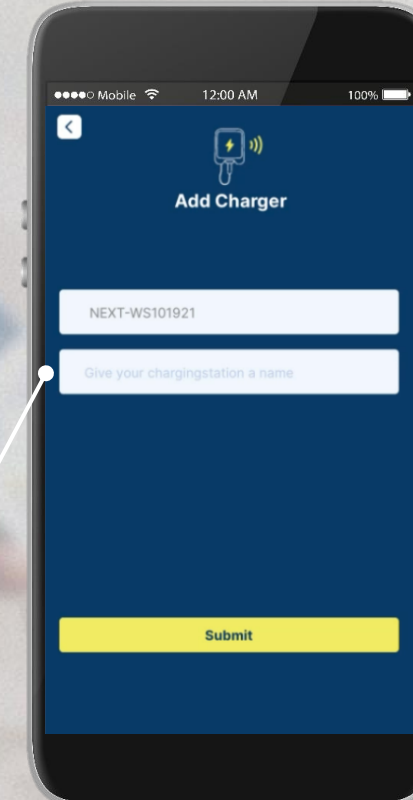 Mobile 12:00 AM 100%
Add Charger
NEXT-WS101921
Give your chargingstation a name
Submit